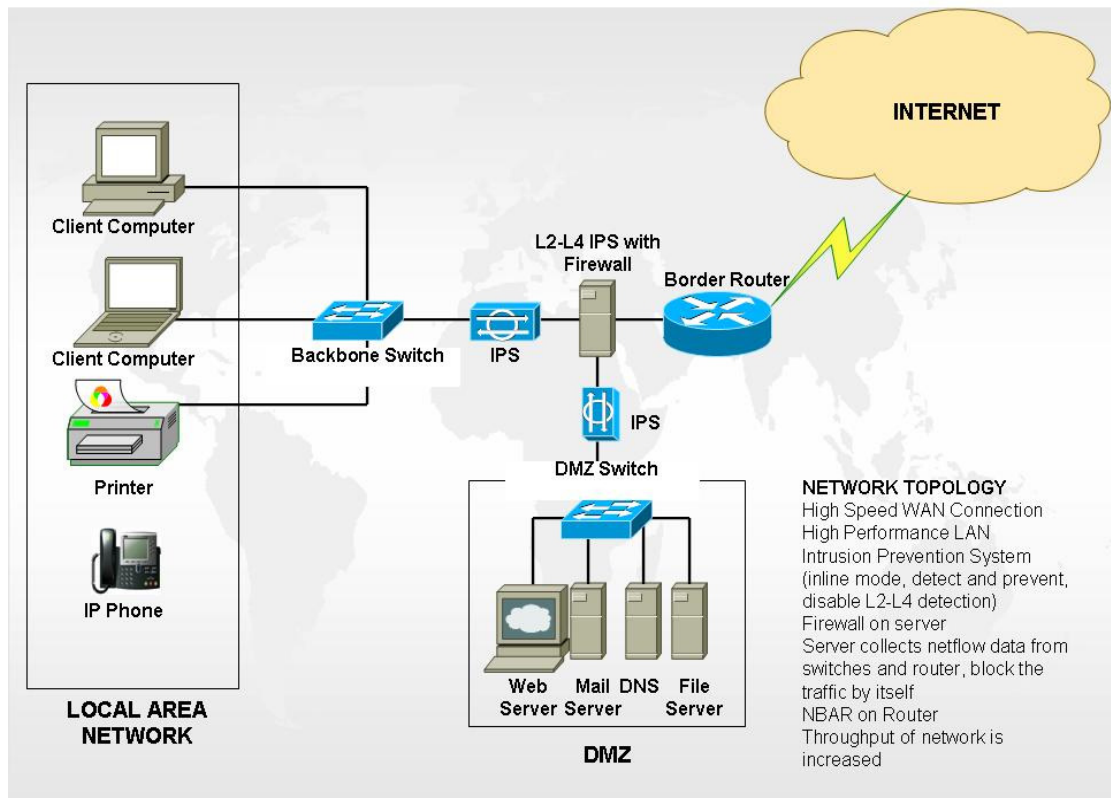 INTERNET
Client Computer
L2-L4 IPS with
Firewall
Border Router
Client Computer
Backbone Switch
IPS
IPS
Printer
DMZ Switch
IP Phone
Web
Server
Mail
Server
DNS
File
Server
LOCAL AREA
NETWORK
DMZ
NETWORK TOPOLOGY
High Speed WAN Connection
High Performance LAN
Intrusion Prevention System
(inline mode, detect and prevent,
disable L2-L4 detection)
Firewall on server
Server collects netflow data from
switches and router, block the
traffic by itself
NBAR on Router
Throughput of network is
increased